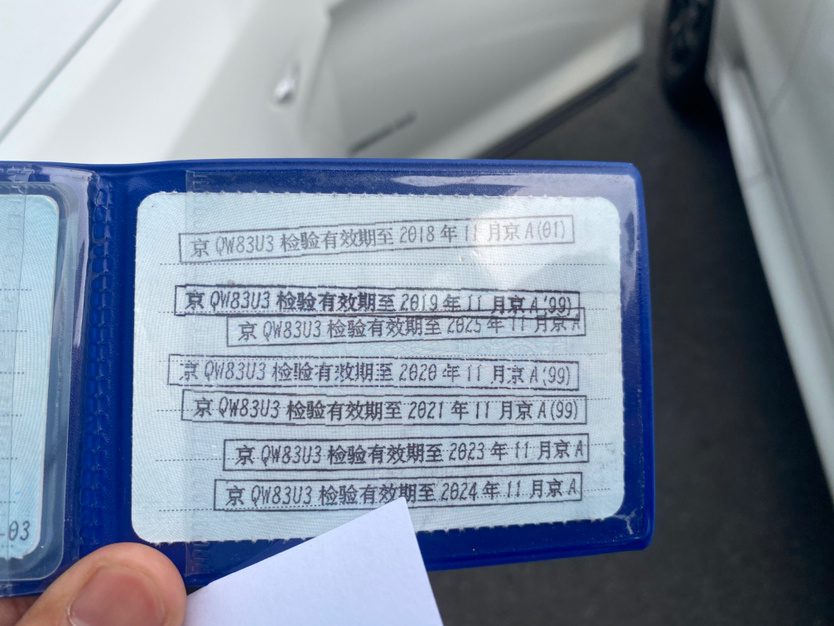 京 QW83U3 检验有效期至 2018 年 11 月京 A(01)
京 QW83U3 检验有效期至 2019 年 11 月京 A(99)
京 QW83U3 检验有效期至 2025 年 11 月京 A
京 QW83U3 检验有效期至 2020 年 11 月京 A(99)
京 QW83U3 检验有效期至 2021 年 11 月京 A(99)
京 QW83U3 检验有效期至 2023 年 11 月京 A
京 QW83U3 检验有效期至 2024 年 11 月京 A
-03